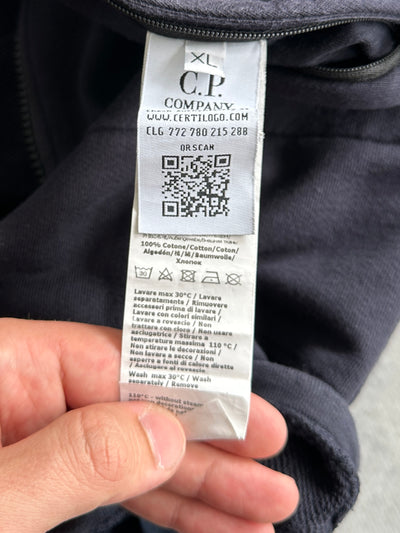 XL
C.P.
COMPANY
WWW.CERTILOGO.COM
CLG 772 780 215 288
OR SCAN
100% Cotone/Cotton/Coton/
Algodón/棉/綿/Baumwolle/
Хлопок
Lavare max 30°C / Lavare
separatamente / Rimuovere
accessori prima di lavare /
Lavare con colori similari /
Lavare a rovescio / Non
trattare con cloro / Non usare
asciugatrice / Stirare a
temperatura massima 110 °C /
Non stirare le decorazioni /
Non lavare a secco / Non
esporre a fonti di calore dirette
/ Asciugare al rovescio
Wash max 30°C / Wash
separately / Remove
110°C - without steam